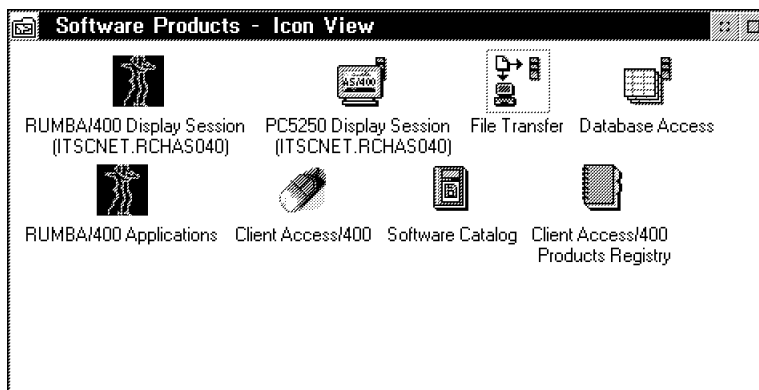 Software Products - Icon View
AS/400
RUMBA/400 Display Session
(ITSCNET.RCHAS040)
PC5250 Display Session
(ITSCNET.RCHAS040)
File Transfer
Database Access
RUMBA/400 Applications
Client Access/400
Software Catalog
Client Access/400
Products Registry